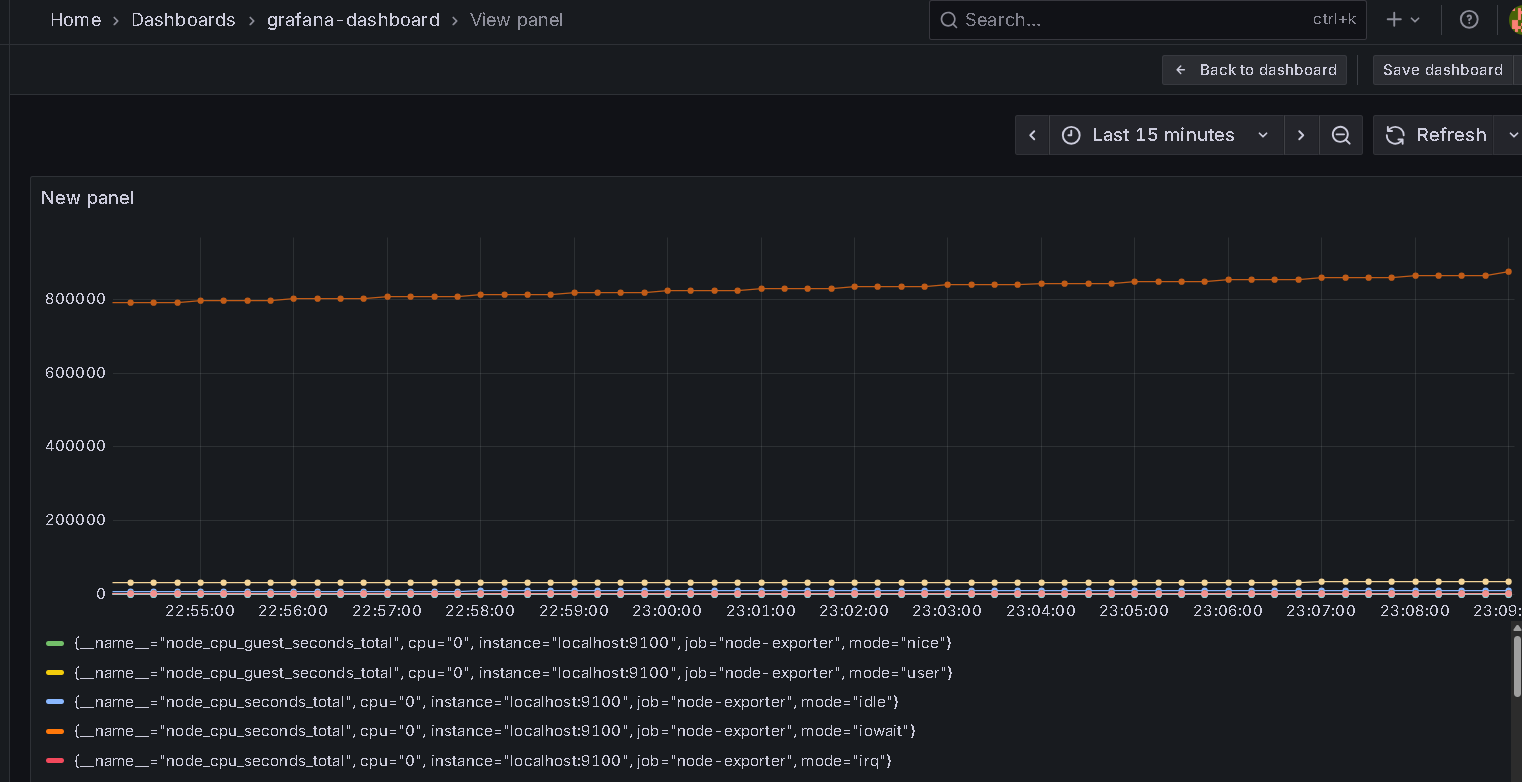 Home › Dashboards › grafana-dashboard › View panel Search... ctrl+k
Back to dashboard Save dashboard
Last 15 minutes Refresh
New panel
800000
600000
400000
200000
0
22:55:00 22:56:00 22:57:00 22:58:00 22:59:00 23:00:00 23:01:00 23:02:00 23:03:00 23:04:00 23:05:00 23:06:00 23:07:00 23:08:00 23:09:
{__name__="node_cpu_guest_seconds_total", cpu="0", instance="localhost:9100", job="node-exporter", mode="nice"}
{__name__="node_cpu_guest_seconds_total", cpu="0", instance="localhost:9100", job="node-exporter", mode="user"}
{__name__="node_cpu_seconds_total", cpu="0", instance="localhost:9100", job="node-exporter", mode="idle"}
{__name__="node_cpu_seconds_total", cpu="0", instance="localhost:9100", job="node-exporter", mode="iowait"}
{__name__="node_cpu_seconds_total", cpu="0", instance="localhost:9100", job="node-exporter", mode="irq"}